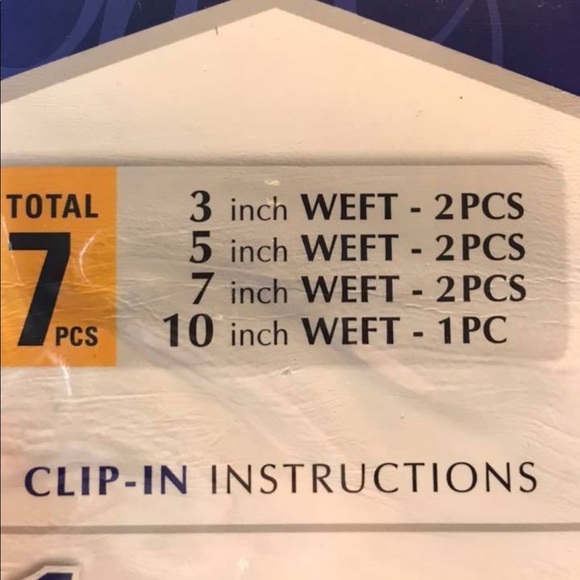 TOTAL
7 PCS
3 inch WEFT - 2PCS
5 inch WEFT - 2PCS
7 inch WEFT - 2PCS
10 inch WEFT - 1PC
CLIP-IN INSTRUCTIONS